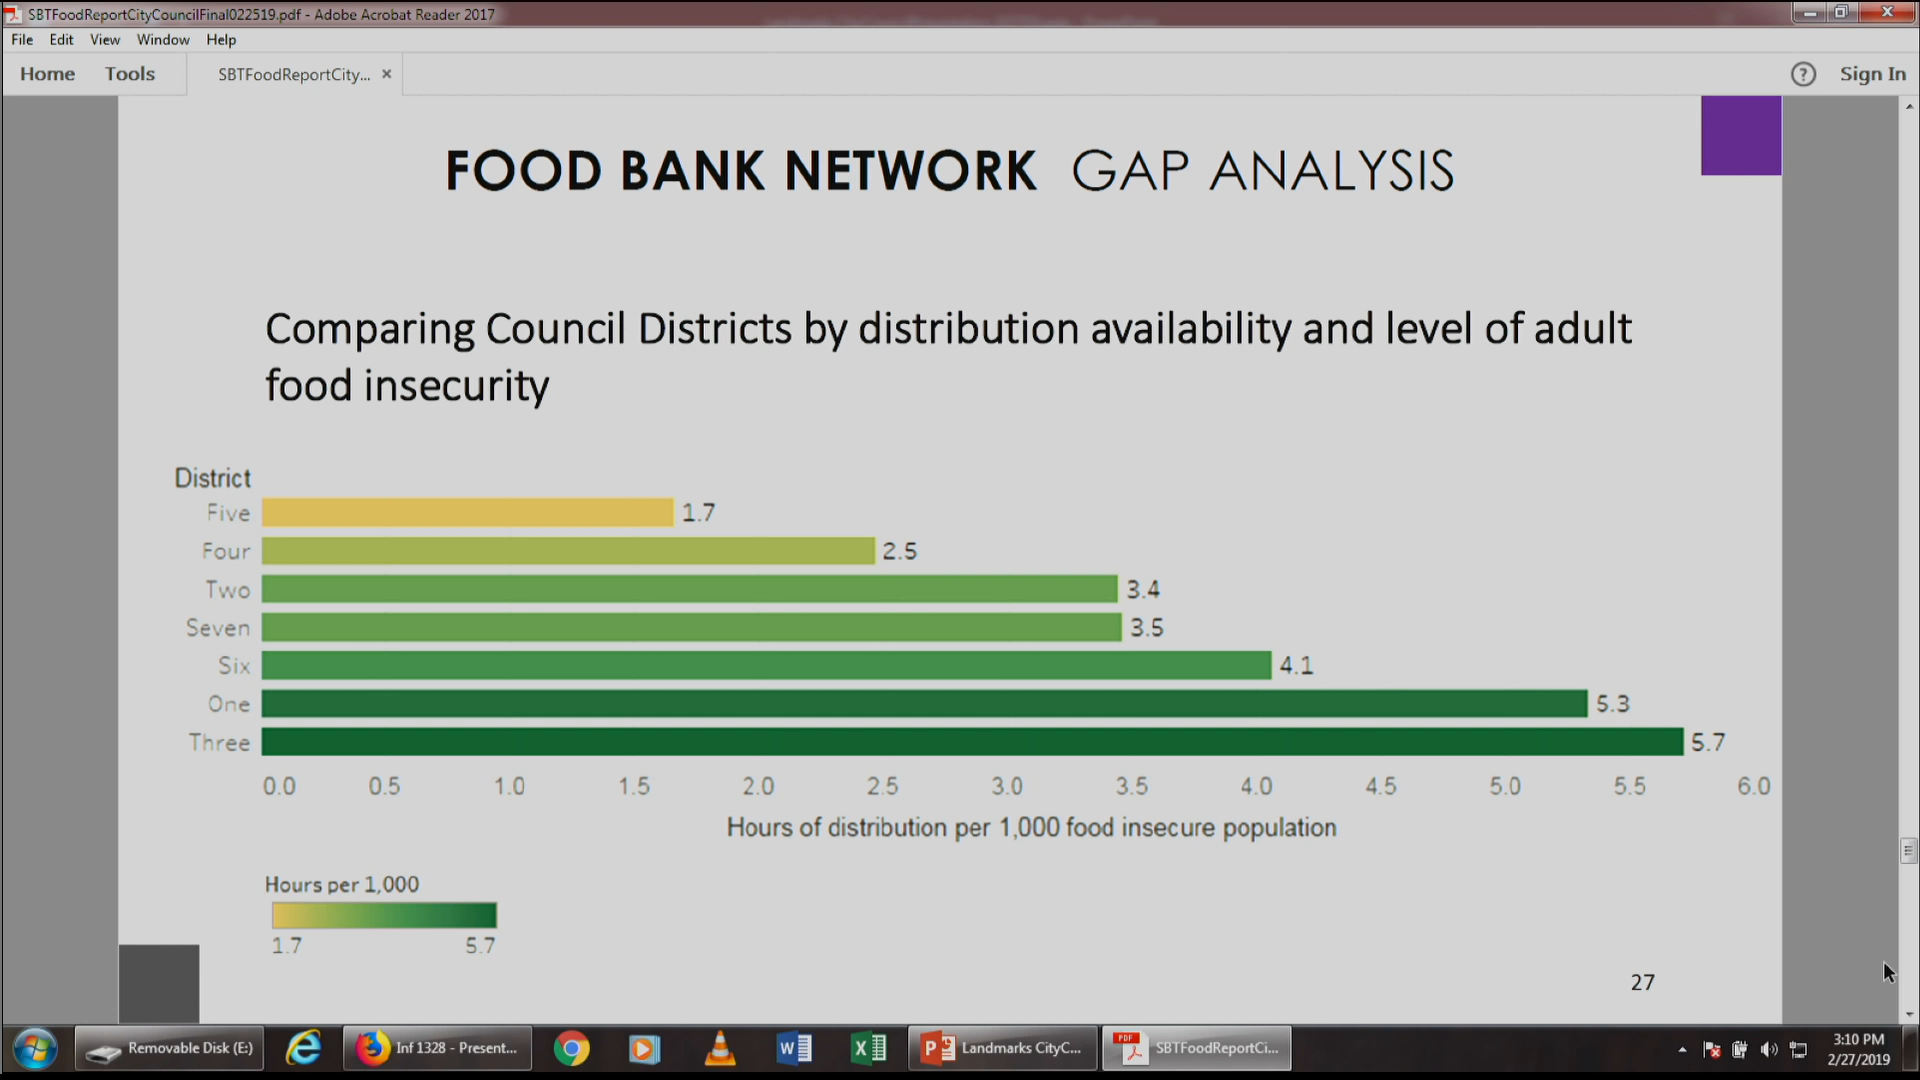 SBTFoodReportCityCouncilFinal022519.pdf - Adobe Acrobat Reader 2017
File Edit View Window Help
Home Tools SBTFoodReportCity... × ? Sign In
FOOD BANK NETWORK GAP ANALYSIS
Comparing Council Districts by distribution availability and level of adult
food insecurity
District
Five 1.7
Four 2.5
Two 3.4
Seven 3.5
Six 4.1
One 5.3
Three 5.7
0.0 0.5 1.0 1.5 2.0 2.5 3.0 3.5 4.0 4.5 5.0 5.5 6.0
Hours of distribution per 1,000 food insecure population
Hours per 1,000
1.7 5.7
27
Removable Disk (E:) Inf 1328 - Present... Landmarks CityC... PDF SBTFoodReportCi... 3:10 PM
2/27/2019